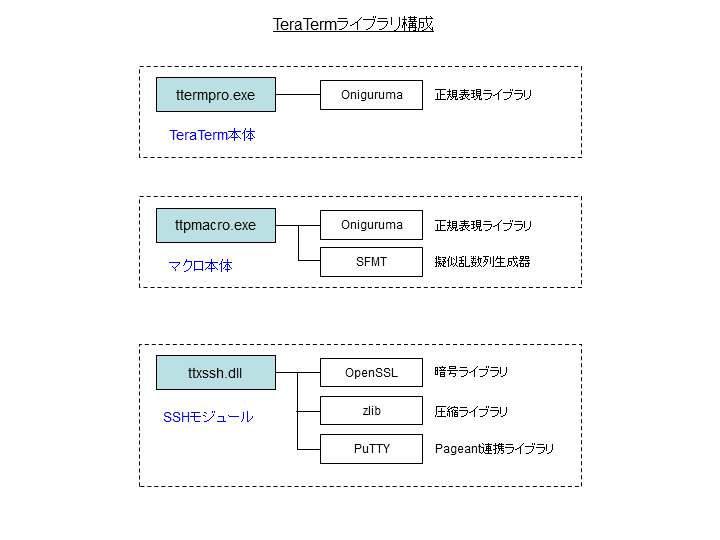 TeraTermライブラリ構成
ttermpro.exe
Oniguruma
正規表現ライブラリ
TeraTerm本体
ttpmacro.exe
Oniguruma
正規表現ライブラリ
マクロ本体
SFMT
擬似乱数列生成器
ttxssh.dll
OpenSSL
暗号ライブラリ
SSHモジュール
zlib
圧縮ライブラリ
PuTTY
Pageant連携ライブラリ